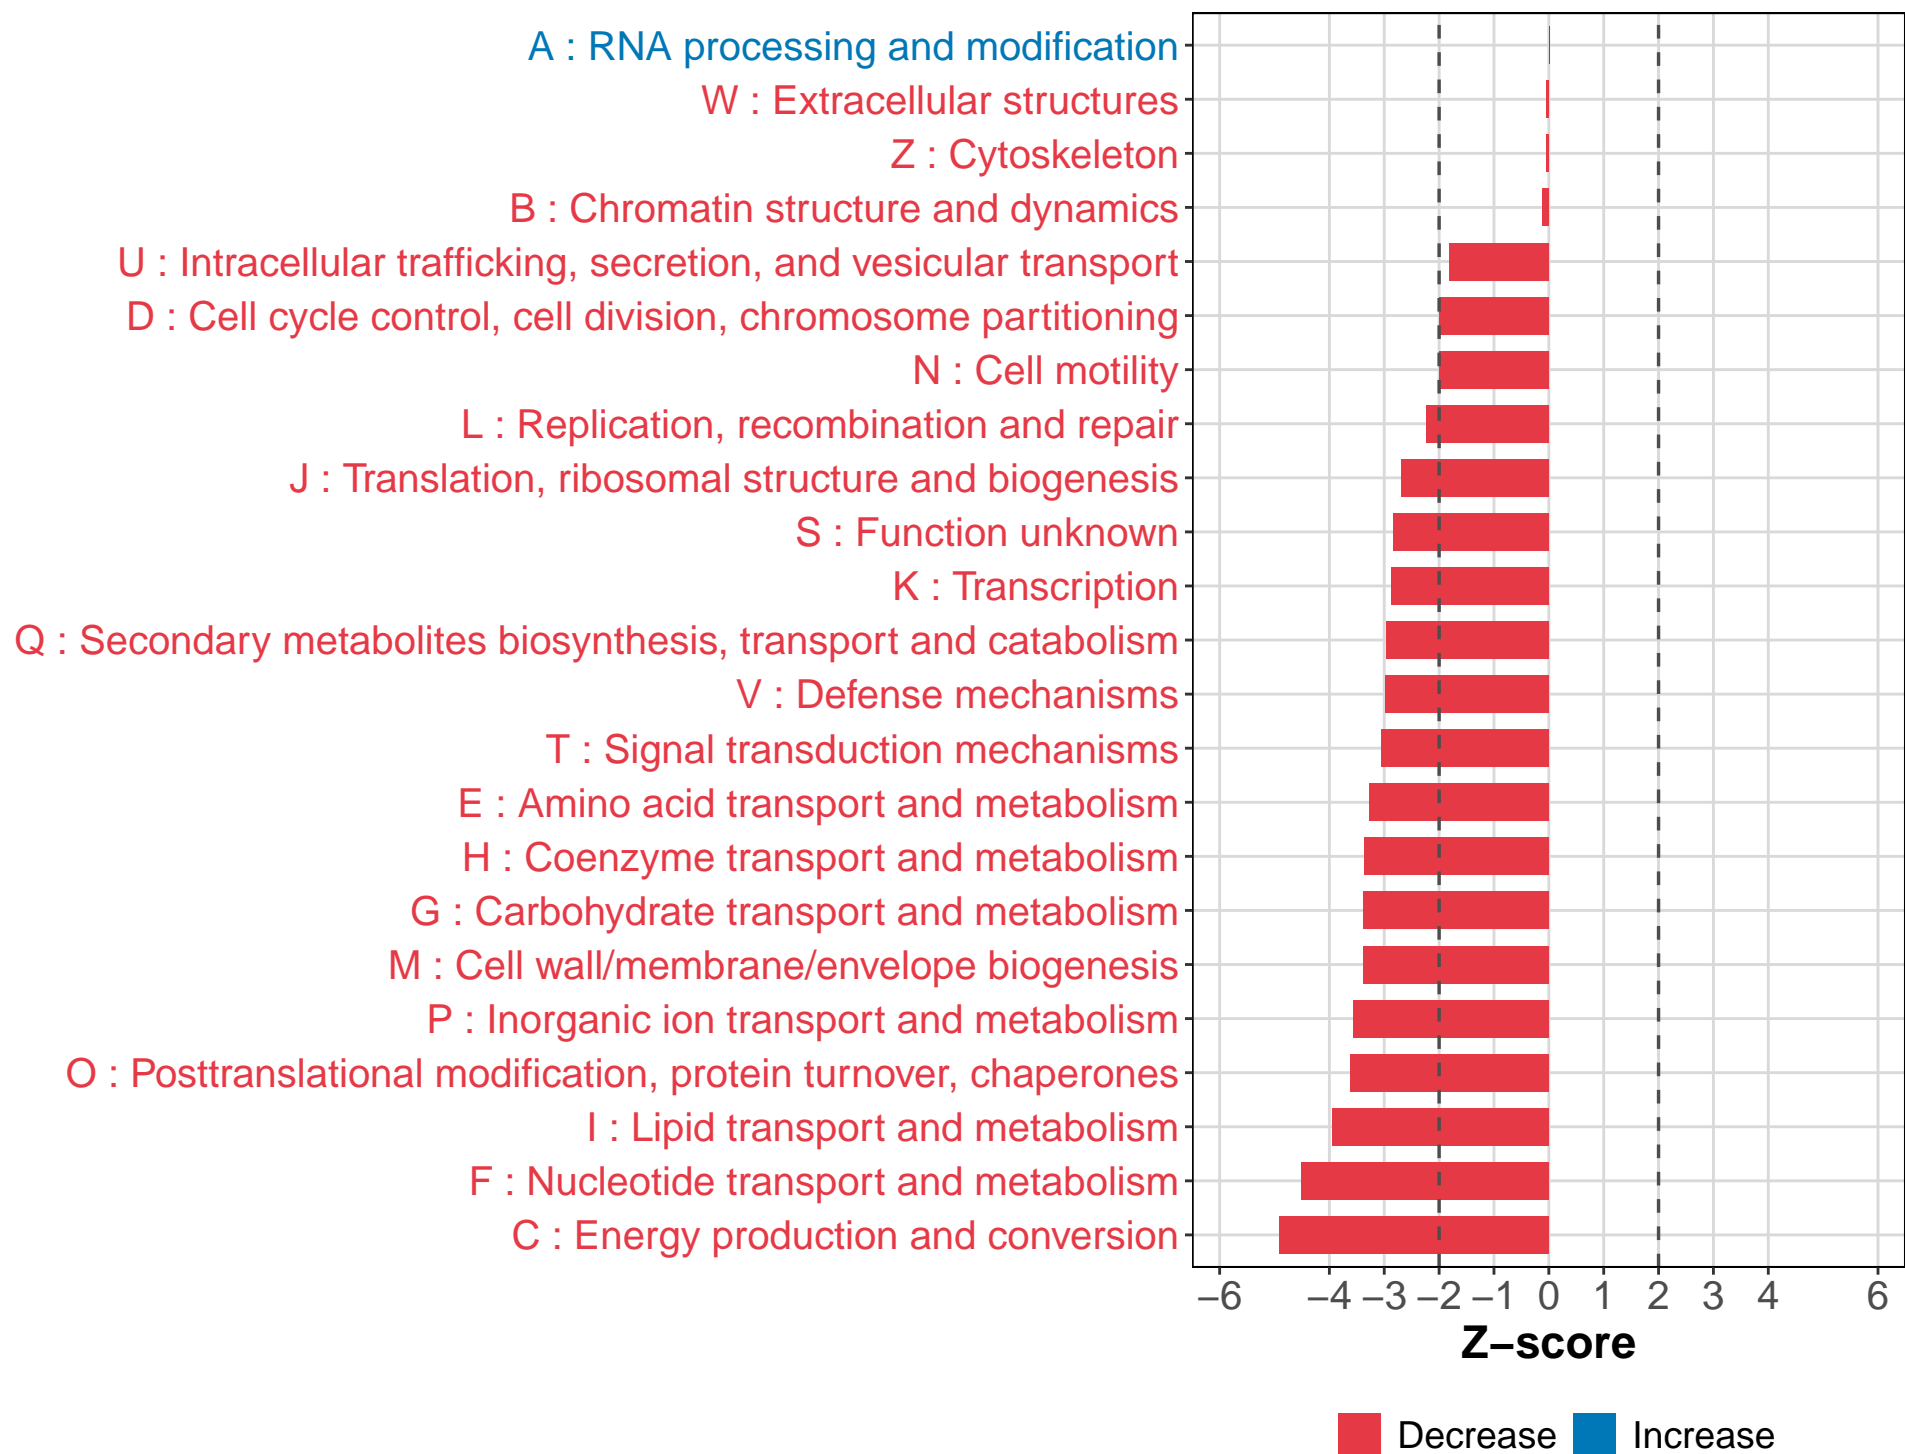 A : RNA processing and modification
W : Extracellular structures
Z : Cytoskeleton
B : Chromatin structure and dynamics
U : Intracellular trafficking, secretion, and vesicular transport
D : Cell cycle control, cell division, chromosome partitioning
N : Cell motility
L : Replication, recombination and repair
J : Translation, ribosomal structure and biogenesis
S : Function unknown
K : Transcription
Q : Secondary metabolites biosynthesis, transport and catabolism
V : Defense mechanisms
T : Signal transduction mechanisms
E : Amino acid transport and metabolism
H : Coenzyme transport and metabolism
G : Carbohydrate transport and metabolism
M : Cell wall/membrane/envelope biogenesis
P : Inorganic ion transport and metabolism
O : Posttranslational modification, protein turnover, chaperones
I : Lipid transport and metabolism
F : Nucleotide transport and metabolism
C : Energy production and conversion
−6 −4 −3 −2 −1 0 1 2 3 4 6
Z−score
Decrease Increase